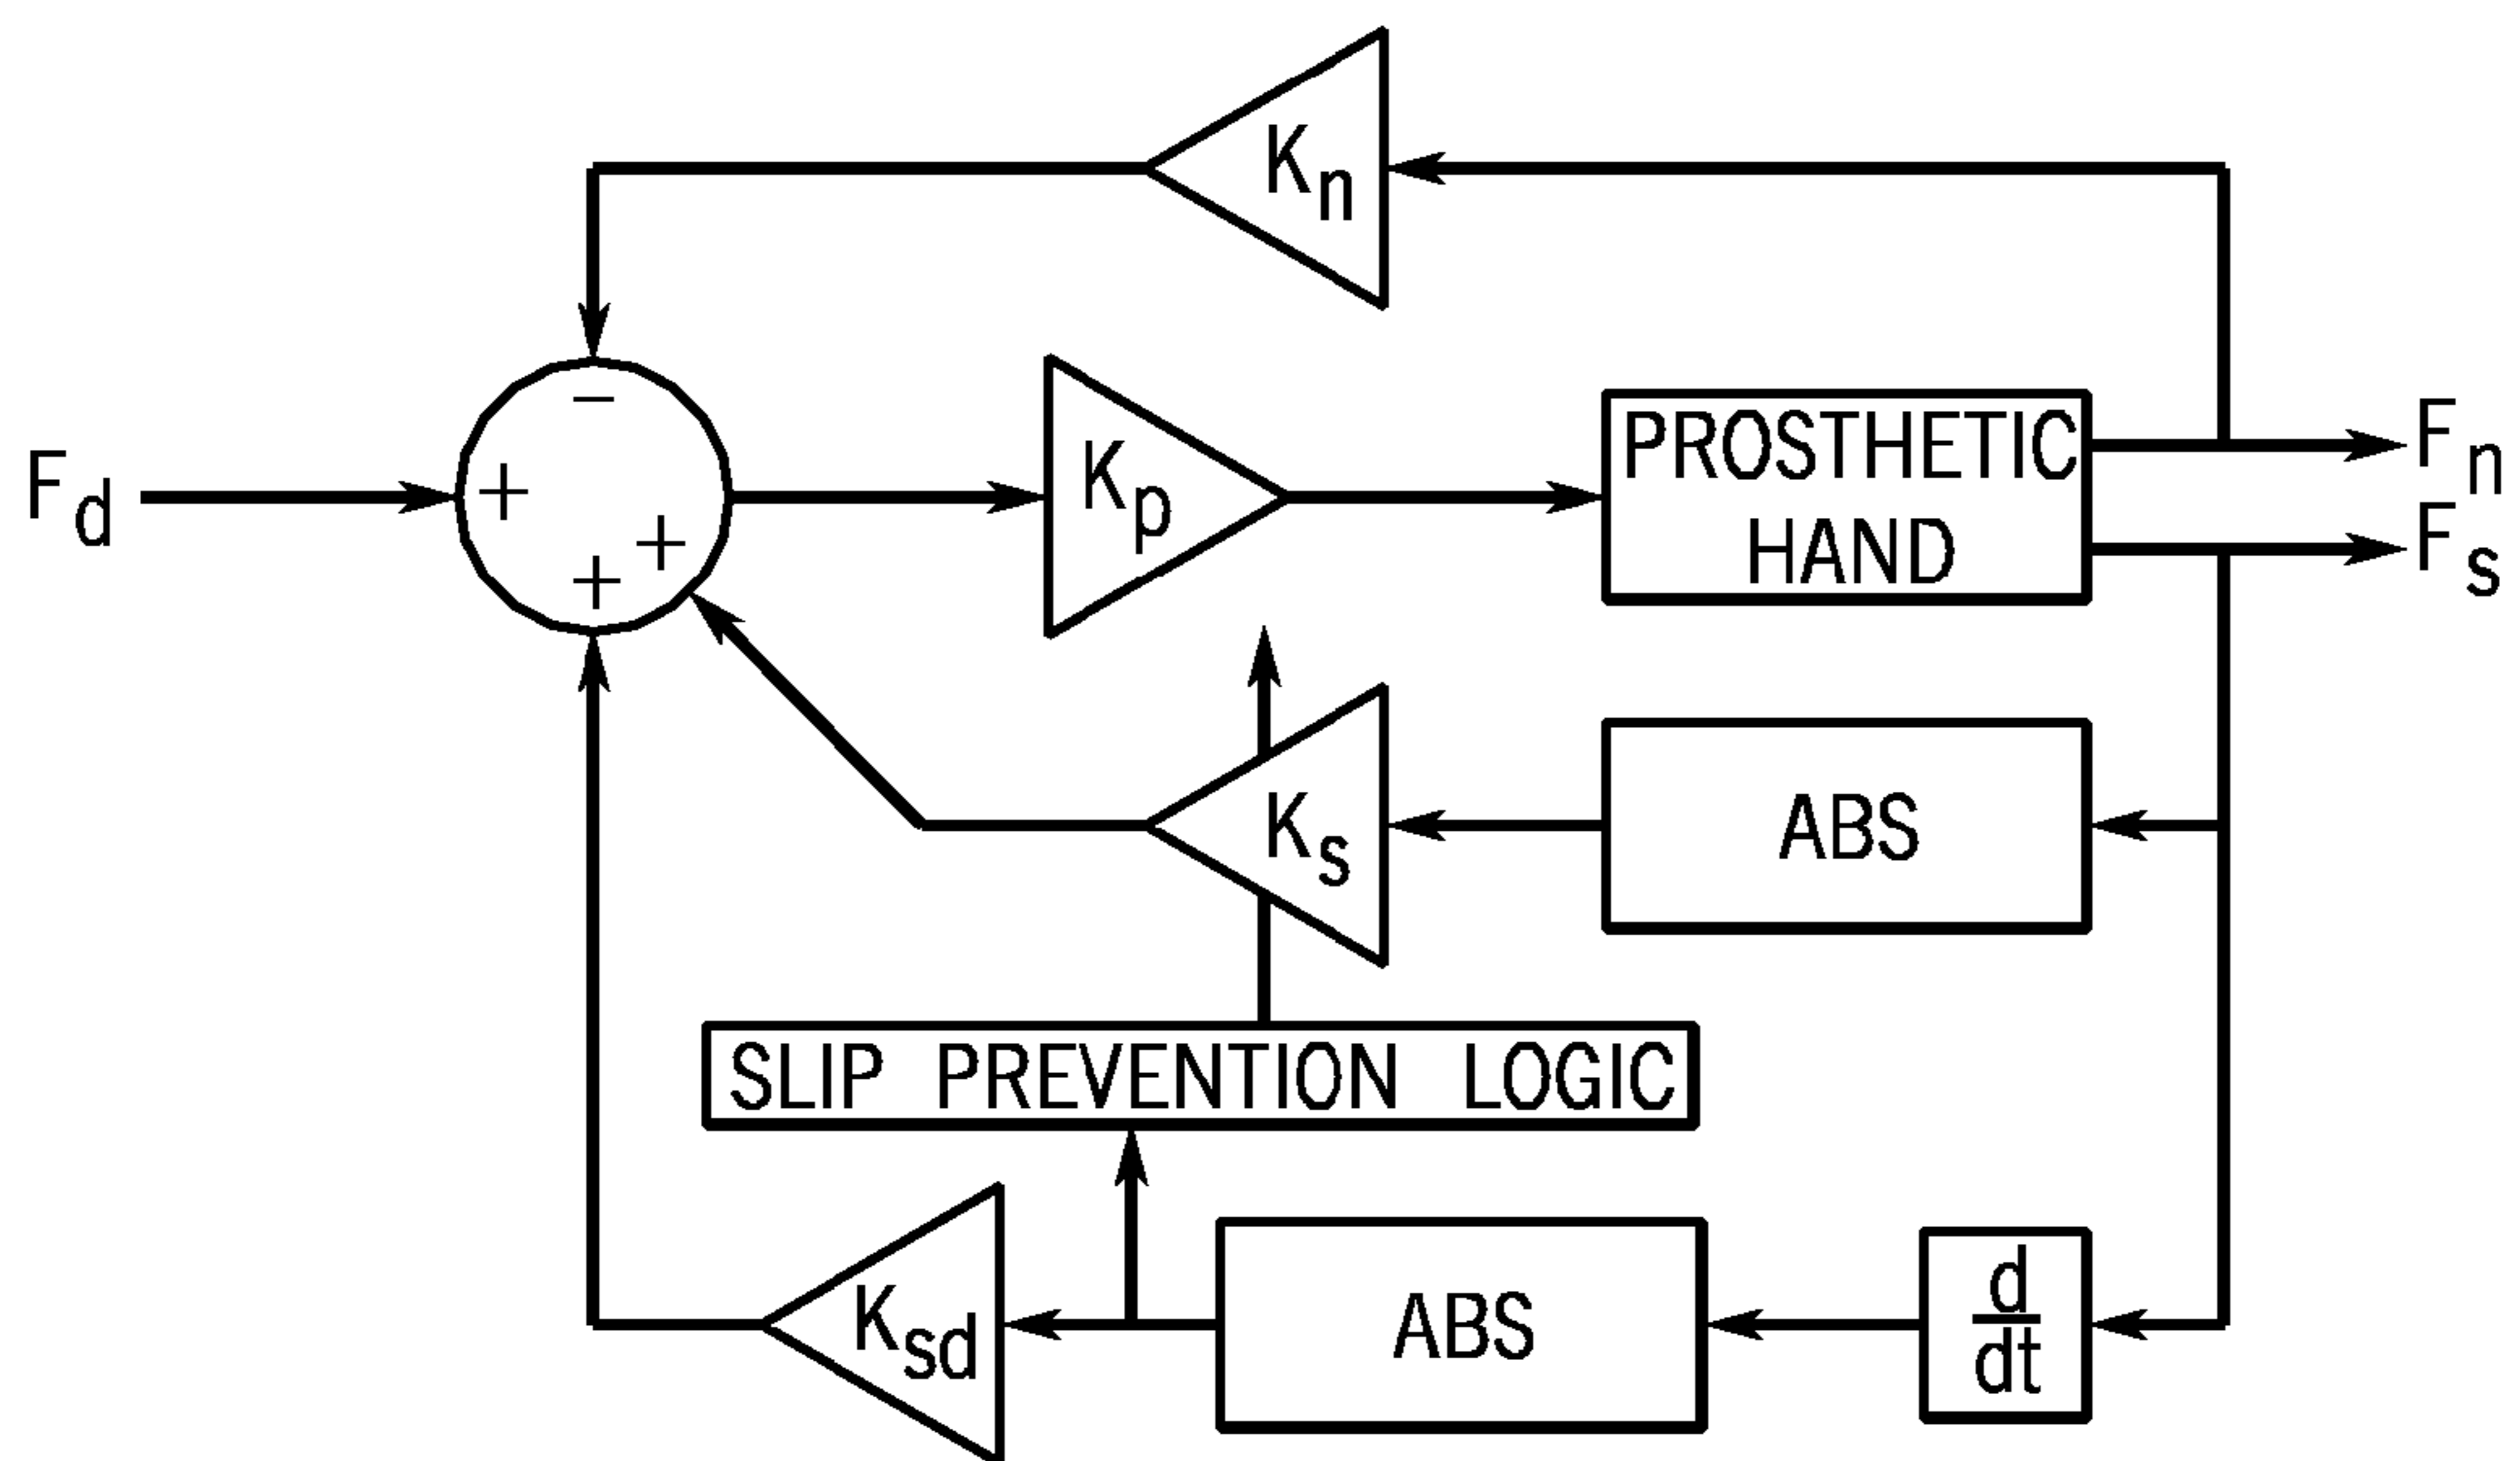 Kn
−
Fd
+
+
+
Kp
PROSTHETIC
HAND
Fn
Fs
Ks
ABS
SLIP PREVENTION LOGIC
Ksd
ABS
d
dt